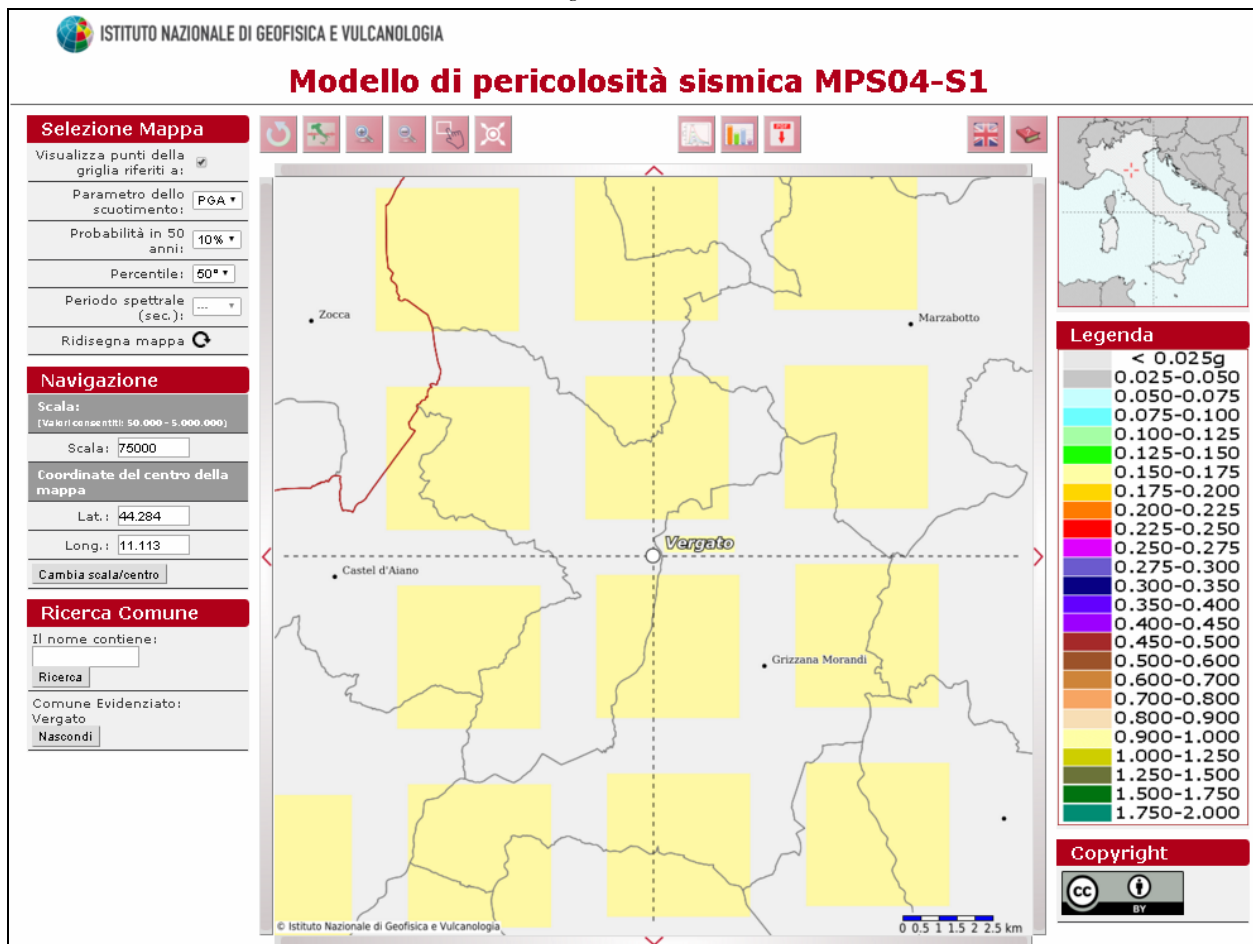 ISTITUTO NAZIONALE DI GEOFISICA E VULCANOLOGIA
Modello di pericolosità sismica MPS04-S1
Selezione Mappa
Visualizza punti della
griglia riferiti a:
Parametro dello
scuotimento: PGA
Probabilità in 50
anni: 10%
Percentile: 50°
Periodo spettrale
(sec.): ---
Ridisegna mappa
Navigazione
Scala:
[Valori consentiti: 50.000 - 5.000.000]
Scala: 75000
Coordinate del centro della
mappa
Lat.: 44.284
Long.: 11.113
Cambia scala/centro
Ricerca Comune
Il nome contiene:
Ricerca
Comune Evidenziato:
Vergato
Nascondi
Zocca
Marzabotto
Vergato
Castel d'Aiano
Grizzana Morandi
© Istituto Nazionale di Geofisica e Vulcanologia
0 0.5 1 1.5 2 2.5 km
Legenda
< 0.025g
0.025-0.050
0.050-0.075
0.075-0.100
0.100-0.125
0.125-0.150
0.150-0.175
0.175-0.200
0.200-0.225
0.225-0.250
0.250-0.275
0.275-0.300
0.300-0.350
0.350-0.400
0.400-0.450
0.450-0.500
0.500-0.600
0.600-0.700
0.700-0.800
0.800-0.900
0.900-1.000
1.000-1.250
1.250-1.500
1.500-1.750
1.750-2.000
Copyright
cc
BY